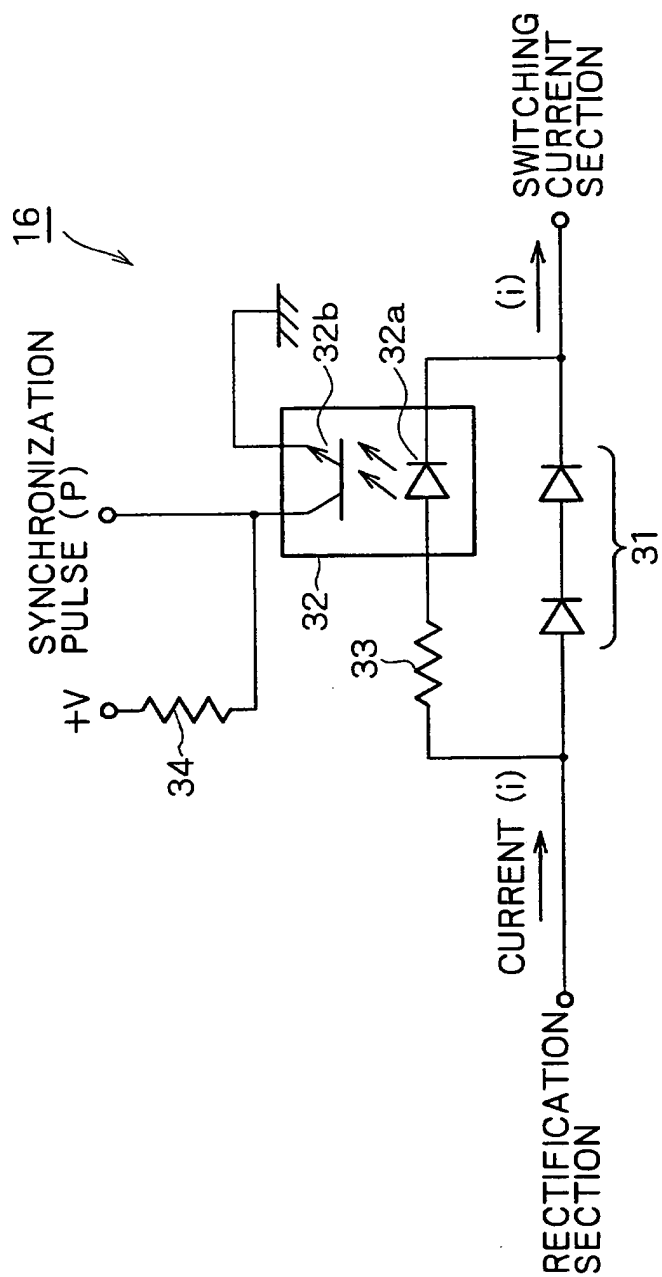 16
SYNCHRONIZATION
PULSE (P)
+V
34
32
32b
32a
33
31
CURRENT (i)
(i)
RECTIFICATION
SECTION
SWITCHING
CURRENT
SECTION